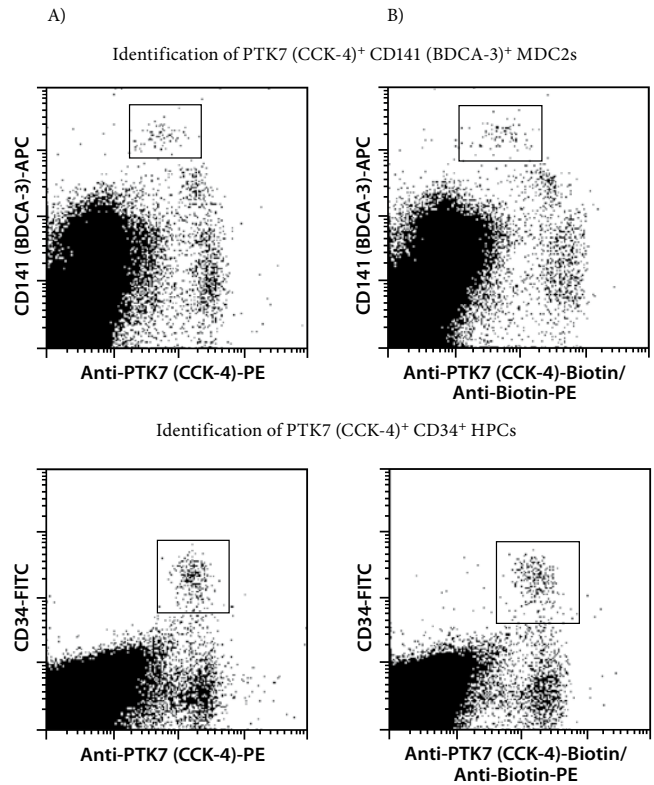 A)
B)
Identification of PTK7 (CCK-4)⁺ CD141 (BDCA-3)⁺ MDC2s
CD141 (BDCA-3)-APC
Anti-PTK7 (CCK-4)-PE
CD141 (BDCA-3)-APC
Anti-PTK7 (CCK-4)-Biotin/
Anti-Biotin-PE
Identification of PTK7 (CCK-4)⁺ CD34⁺ HPCs
CD34-FITC
Anti-PTK7 (CCK-4)-PE
CD34-FITC
Anti-PTK7 (CCK-4)-Biotin/
Anti-Biotin-PE